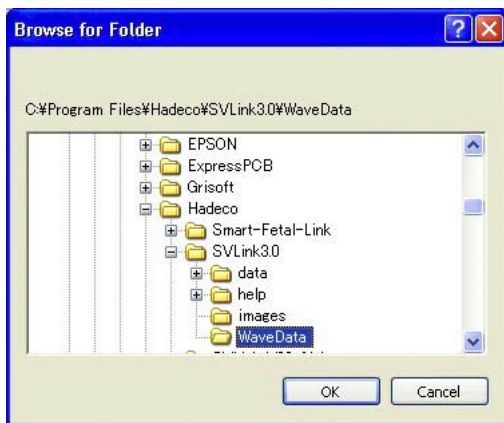 Browse for Folder
C:¥Program Files¥Hadeco¥SVLink3.0¥WaveData
EPSON
ExpressPCB
Grisoft
Hadeco
Smart-Fetal-Link
SVLink3.0
data
help
images
WaveData
OK Cancel